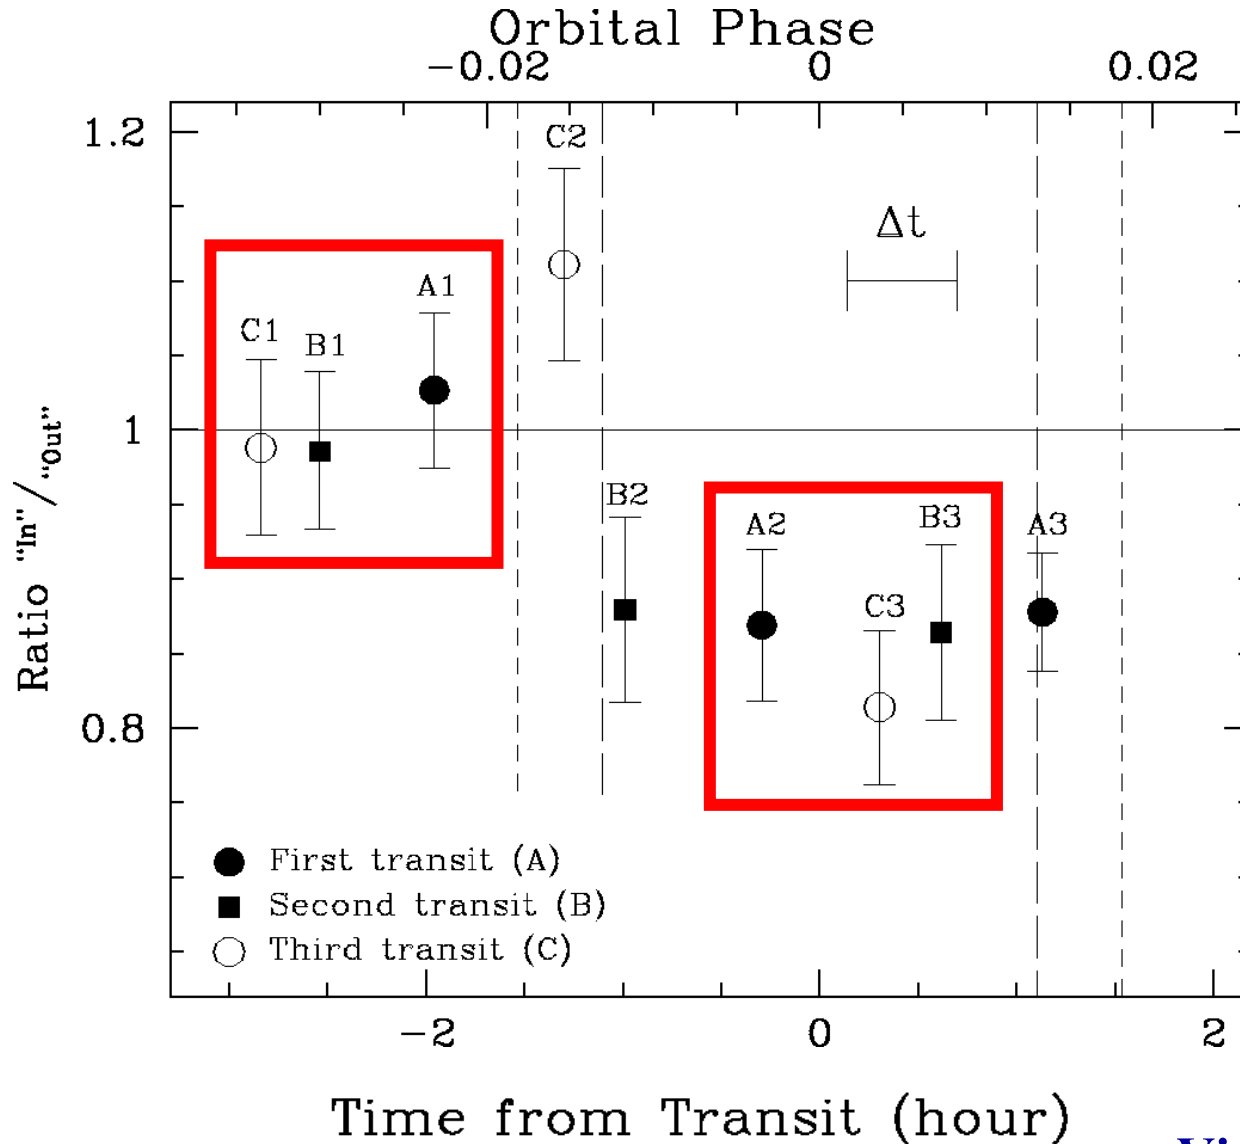 Orbital Phase
−0.02 0 0.02
1.2
1
0.8
Ratio "In"/"Out"
C2
Δt
A1
C1
B1
B2
A2
B3
A3
C3
First transit (A)
Second transit (B)
Third transit (C)
−2 0 2
Time from Transit (hour)